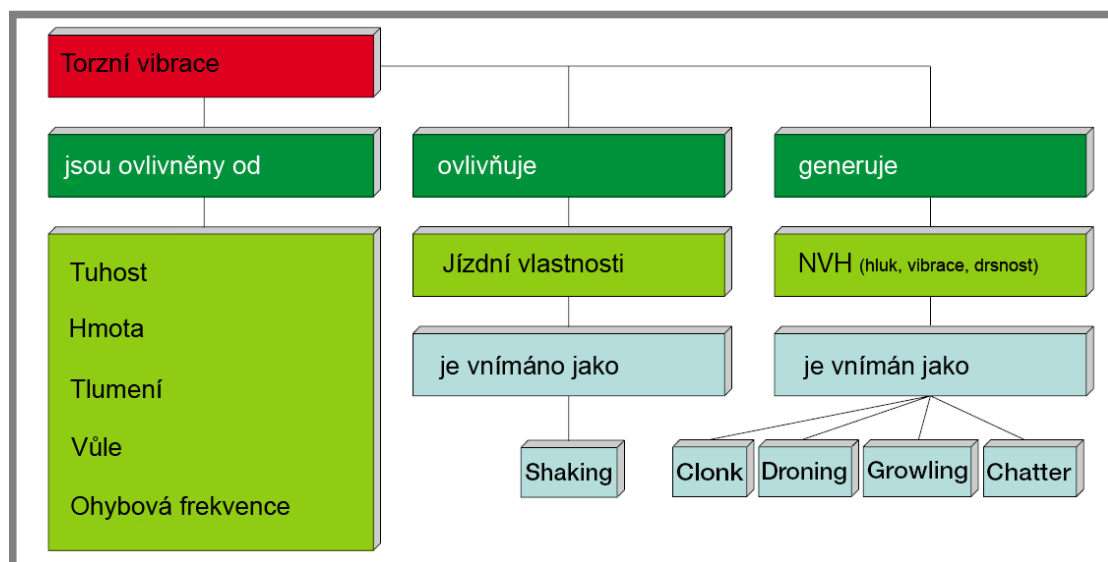 Torzní vibrace
jsou ovlivněny od
ovlivňuje
generuje
Tuhost
Hmota
Tlumení
Vůle
Ohybová frekvence
Jízdní vlastnosti
NVH (hluk, vibrace, drsnost)
je vnímáno jako
je vnímán jako
Shaking
Clonk
Droning
Growling
Chatter